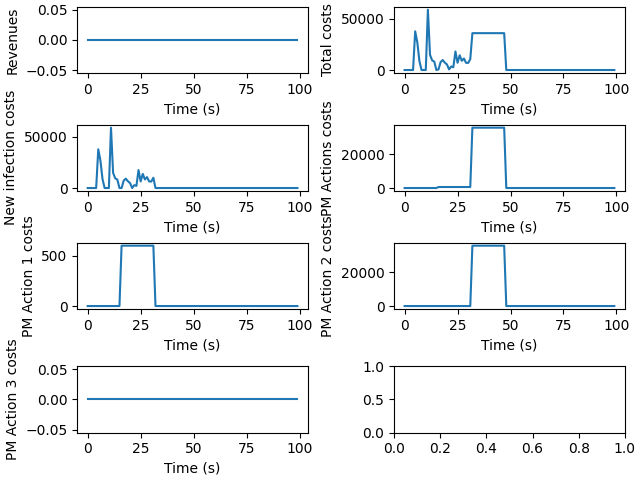 Revenues
0.05
0.00
−0.05
0 25 50 75 100
Time (s)
Total costs
50000
0
0 25 50 75 100
Time (s)
New infection costs
50000
0
0 25 50 75 100
Time (s)
PM Actions costs
20000
0
0 25 50 75 100
Time (s)
PM Action 1 costs
500
0
0 25 50 75 100
Time (s)
PM Action 2 costs
20000
0
0 25 50 75 100
Time (s)
PM Action 3 costs
0.05
0.00
−0.05
0 25 50 75 100
Time (s)
1.0
0.5
0.0
0.0 0.2 0.4 0.6 0.8 1.0